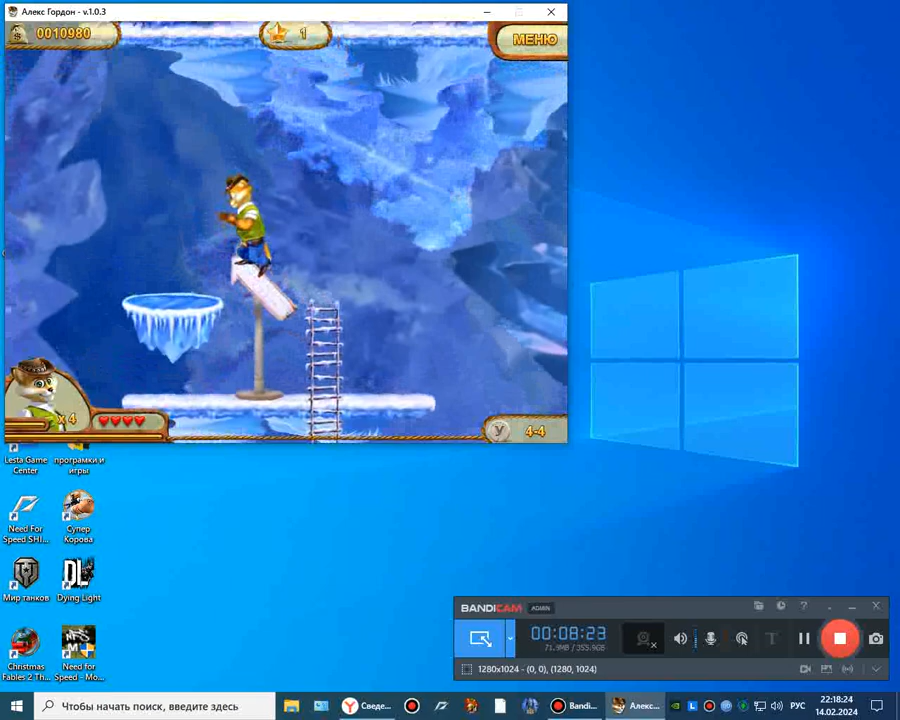 Алекс Гордон - v.1.0.3
0010980
1
МЕНЮ
x 4
У
4-4
Lesta Game
Center
програмки и
игры
Need For
Speed SHI...
Супер
Корова
Мир танков
DL
Dying Light
Christmas
Fables 2 Th...
Need for
Speed - Mo...
BANDICAM
ADMIN
?
00:08:23
71.9MB / 355.9GB
T
1280x1024 - (0, 0), (1280, 1024)
Чтобы начать поиск, введите здесь
Сведе...
Bandi...
Алекс...
РУС
22:18:24
14.02.2024